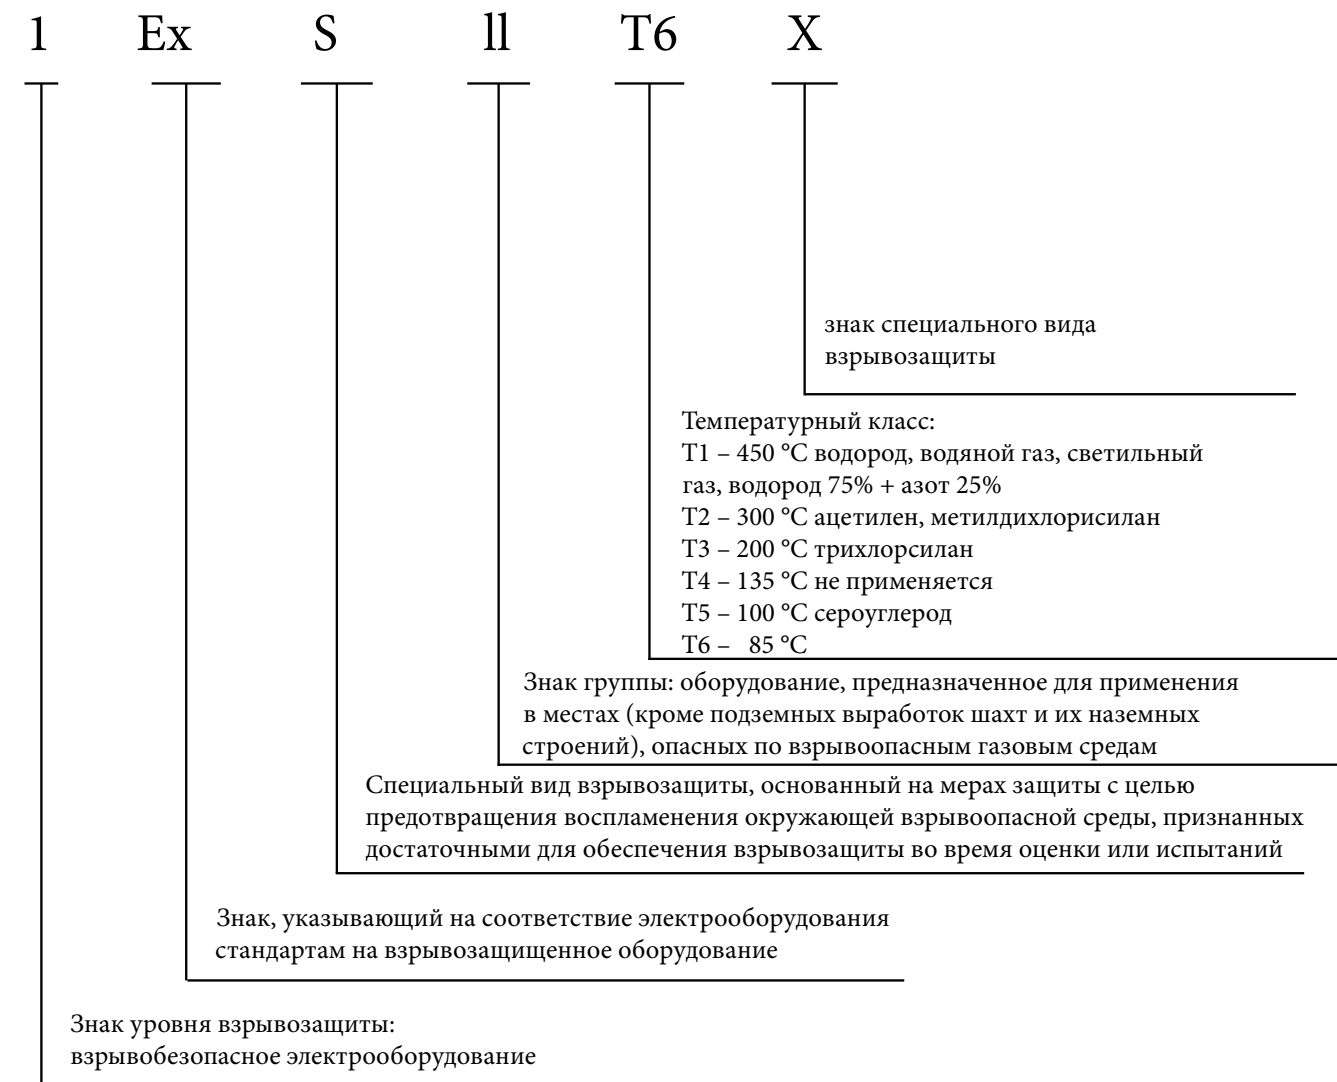 1 Ex S ll T6 X
знак специального вида
взрывозащиты
Температурный класс:
Т1 – 450 °С водород, водяной газ, светильный
газ, водород 75% + азот 25%
Т2 – 300 °С ацетилен, метилдихлорисилан
Т3 – 200 °С трихлорсилан
Т4 – 135 °С не применяется
Т5 – 100 °С сероуглерод
Т6 – 85 °С
Знак группы: оборудование, предназначенное для применения
в местах (кроме подземных выработок шахт и их наземных
строений), опасных по взрывоопасным газовым средам
Специальный вид взрывозащиты, основанный на мерах защиты с целью
предотвращения воспламенения окружающей взрывоопасной среды, признанных
достаточными для обеспечения взрывозащиты во время оценки или испытаний
Знак, указывающий на соответствие электрооборудования
стандартам на взрывозащищенное оборудование
Знак уровня взрывозащиты:
взрывобезопасное электрооборудование